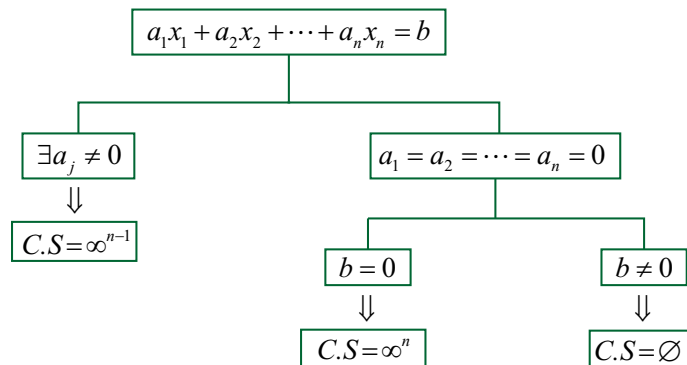 a₁x₁ + a₂x₂ + ⋯ + aₙxₙ = b
∃aⱼ ≠ 0
a₁ = a₂ = ⋯ = aₙ = 0
⇓
C.S = ∞ⁿ⁻¹
b = 0
b ≠ 0
⇓ ⇓
C.S = ∞ⁿ
C.S = ∅